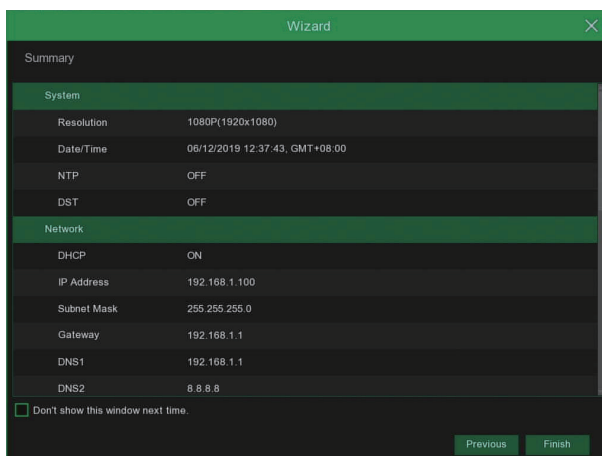 Wizard
Summary
System
Resolution 1080P(1920x1080)
Date/Time 06/12/2019 12:37:43, GMT+08:00
NTP OFF
DST OFF
Network
DHCP ON
IP Address 192.168.1.100
Subnet Mask 255.255.255.0
Gateway 192.168.1.1
DNS1 192.168.1.1
DNS2 8.8.8.8
Don't show this window next time.
Previous Finish